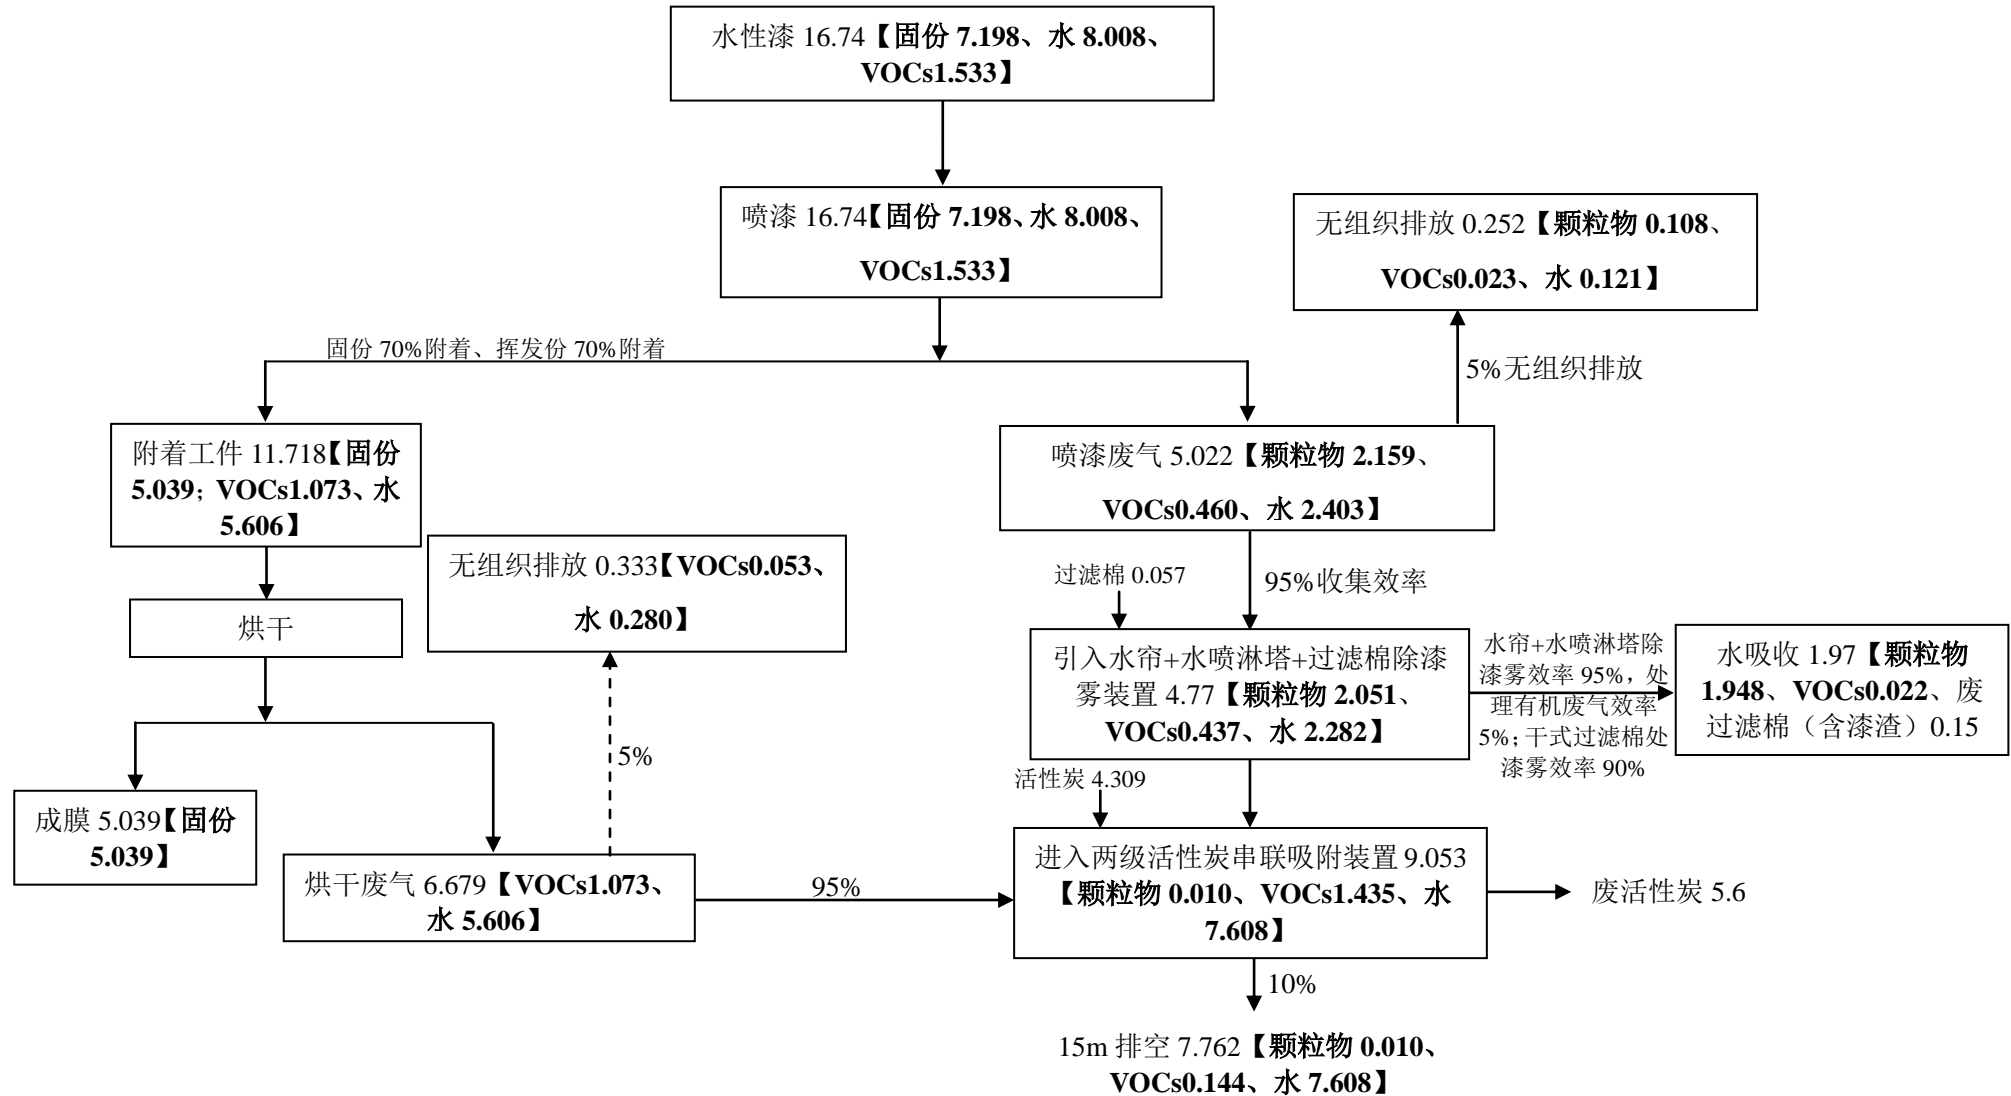 水性漆 16.74【固份 7.198、水 8.008、
VOCs1.533】
喷漆 16.74【固份 7.198、水 8.008、
VOCs1.533】
无组织排放 0.252【颗粒物 0.108、
VOCs0.023、水 0.121】
固份 70%附着、挥发份 70%附着
5%无组织排放
附着工件 11.718【固份
5.039；VOCs1.073、水
5.606】
喷漆废气 5.022【颗粒物 2.159、
VOCs0.460、水 2.403】
无组织排放 0.333【VOCs0.053、
水 0.280】
过滤棉 0.057
95%收集效率
烘干
引入水帘+水喷淋塔+过滤棉除漆
雾装置 4.77【颗粒物 2.051、
VOCs0.437、水 2.282】
水帘+水喷淋塔除
漆雾效率 95%，处
理有机废气效率
5%；干式过滤棉处
漆雾效率 90%
水吸收 1.97【颗粒物
1.948、VOCs0.022、废
过滤棉（含漆渣）0.15
5%
活性炭 4.309
成膜 5.039【固份
5.039】
烘干废气 6.679【VOCs1.073、
水 5.606】
95%
进入两级活性炭串联吸附装置 9.053
【颗粒物 0.010、VOCs1.435、水
7.608】
废活性炭 5.6
10%
15m 排空 7.762【颗粒物 0.010、
VOCs0.144、水 7.608】